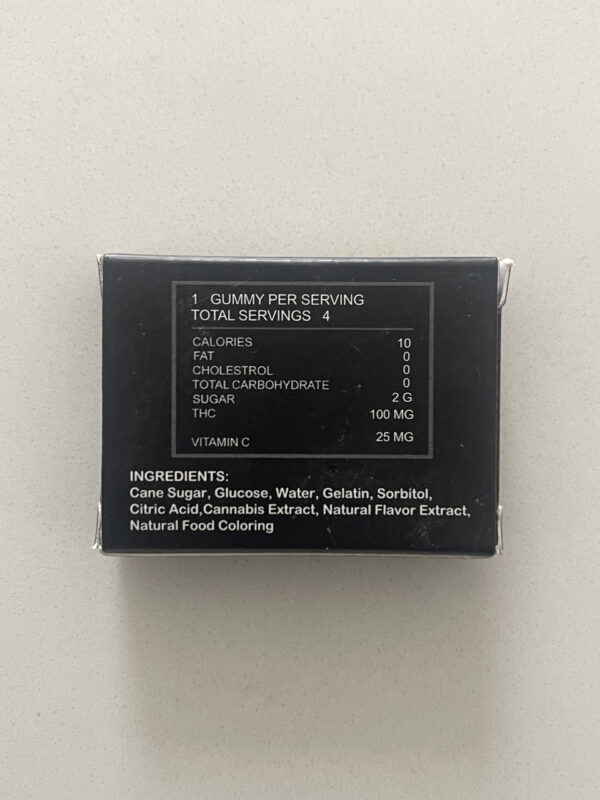 1 GUMMY PER SERVING
TOTAL SERVINGS 4
CALORIES 10
FAT 0
CHOLESTROL 0
TOTAL CARBOHYDRATE 0
SUGAR 2 G
THC 100 MG
VITAMIN C 25 MG
INGREDIENTS:
Cane Sugar, Glucose, Water, Gelatin, Sorbitol,
Citric Acid,Cannabis Extract, Natural Flavor Extract,
Natural Food Coloring